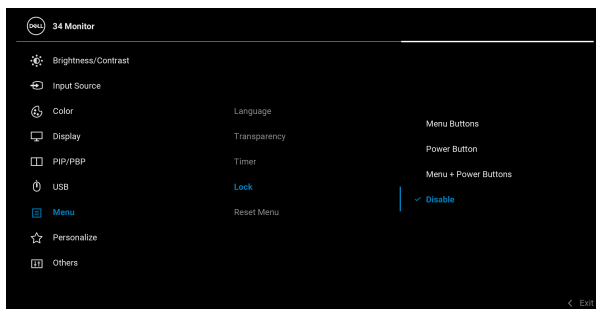 DELL 34 Monitor
Brightness/Contrast
Input Source
Color
Display
PIP/PBP
USB
Menu
Personalize
Others
Language
Transparency
Timer
Lock
Reset Menu
Menu Buttons
Power Button
Menu + Power Buttons
Disable
Exit